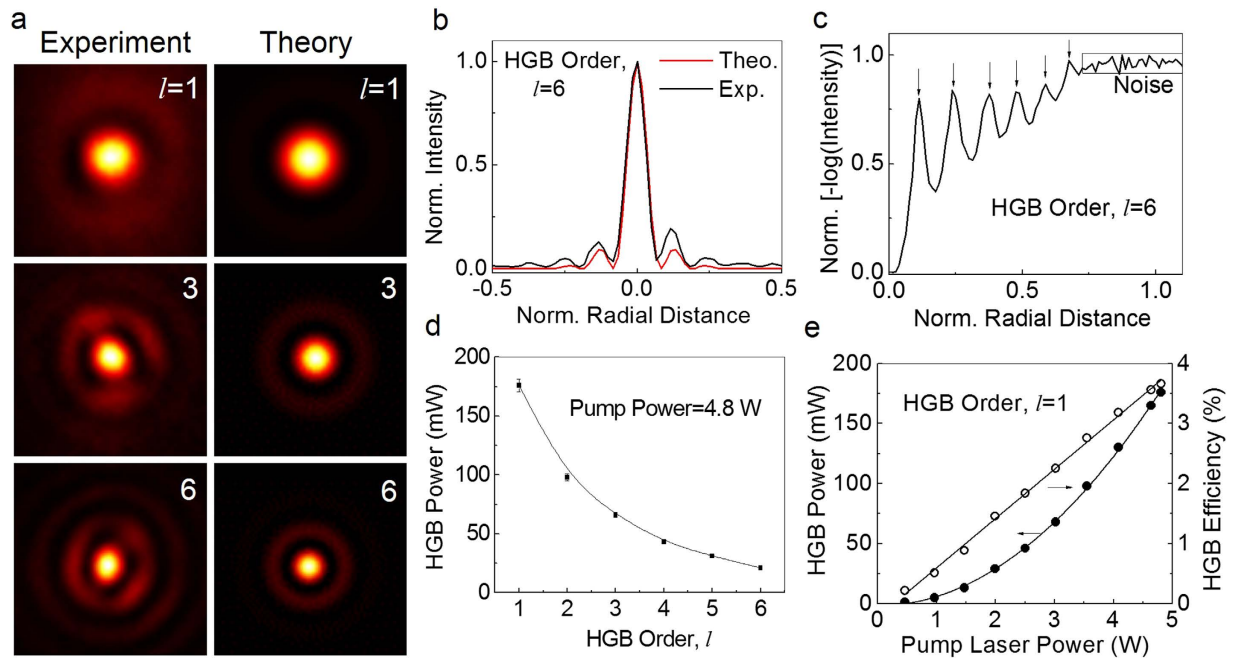 a
Experiment Theory
l=1 l=1
3 3
6 6
b
HGB Order,
l=6
Theo.
Exp.
1.0
0.5
0.0
Norm. Intensity
-0.5 0.0 0.5
Norm. Radial Distance
c
1.0
0.5
0.0
Norm. [-log(Intensity)]
Noise
HGB Order, l=6
0.0 0.5 1.0
Norm. Radial Distance
d
200
150
100
50
0
HGB Power (mW)
Pump Power=4.8 W
1 2 3 4 5 6
HGB Order, l
e
200
150
100
50
0
HGB Power (mW)
HGB Order, l=1
4
3
2
1
0
HGB Efficiency (%)
0 1 2 3 4 5
Pump Laser Power (W)